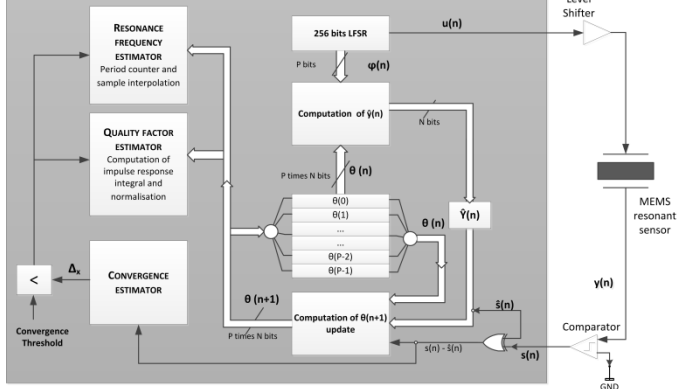 Level
Shifter
RESONANCE
FREQUENCY
ESTIMATOR
Period counter and
sample interpolation
256 bits LFSR
u(n)
P bits
φ(n)
Computation of ŷ(n)
N bits
QUALITY FACTOR
ESTIMATOR
Computation of
impulse response
integral and
normalisation
P times N bits
θ (n)
θ(0)
θ(1)
...
...
θ(P-2)
θ(P-1)
θ (n)
Ŷ(n)
MEMS
resonant
sensor
CONVERGENCE
ESTIMATOR
Δx
<
Convergence
Threshold
θ (n+1)
P times N bits
Computation of θ(n+1)
update
ŝ(n)
s(n) - ŝ(n)
s(n)
y(n)
Comparator
GND